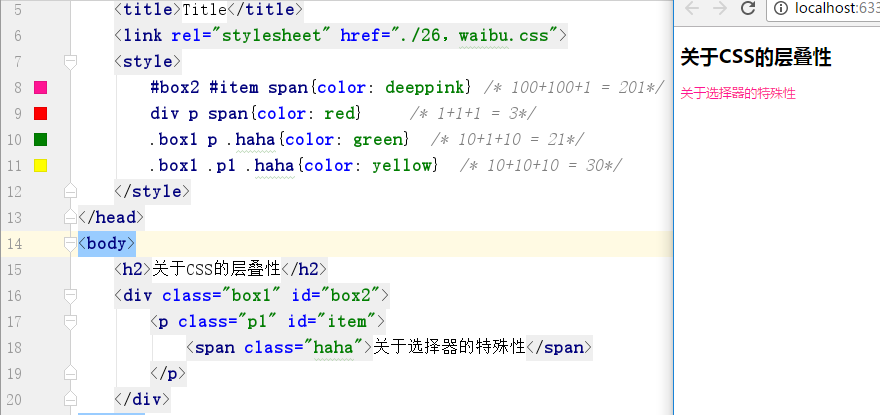 5 <title>Title</title>
6 <link rel="stylesheet" href="./26，waibu.css">
7 <style>
8 #box2 #item span{color: deeppink} /* 100+100+1 = 201*/
9 div p span{color: red} /* 1+1+1 = 3*/
10 .box1 p .haha{color: green} /* 10+1+10 = 21*/
11 .box1 .p1 .haha{color: yellow} /* 10+10+10 = 30*/
12 </style>
13 </head>
14 <body>
15 <h2>关于CSS的层叠性</h2>
16 <div class="box1" id="box2">
17 <p class="p1" id="item">
18 <span class="haha">关于选择器的特殊性</span>
19 </p>
20 </div>
localhost:633
关于CSS的层叠性
关于选择器的特殊性